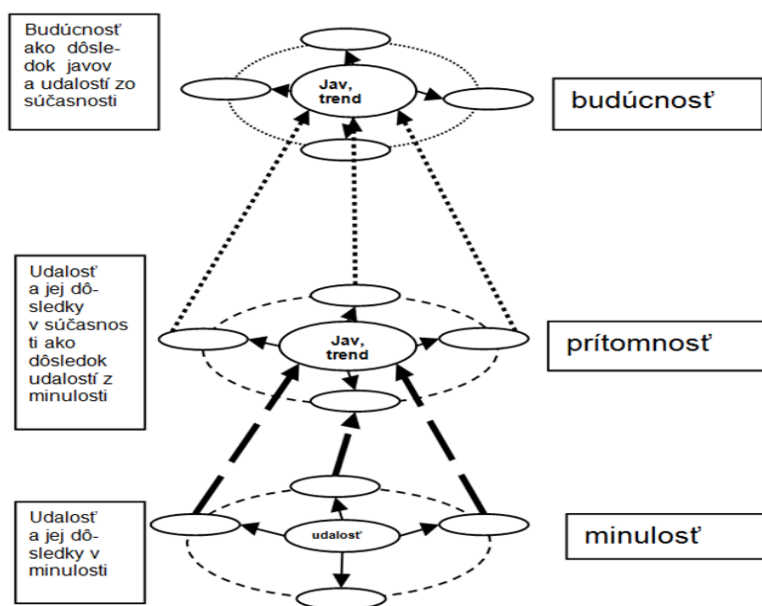 Budúcnosť
ako dôsle-
dok javov
a udalostí zo
súčasnosti
Jav,
trend
budúcnosť
Udalosť
a jej dô-
sledky
v súčasnos
ti ako
dôsledok
udalostí z
minulosti
Jav,
trend
prítomnosť
Udalosť
a jej dô-
sledky v
minulosti
udalosť
minulosť